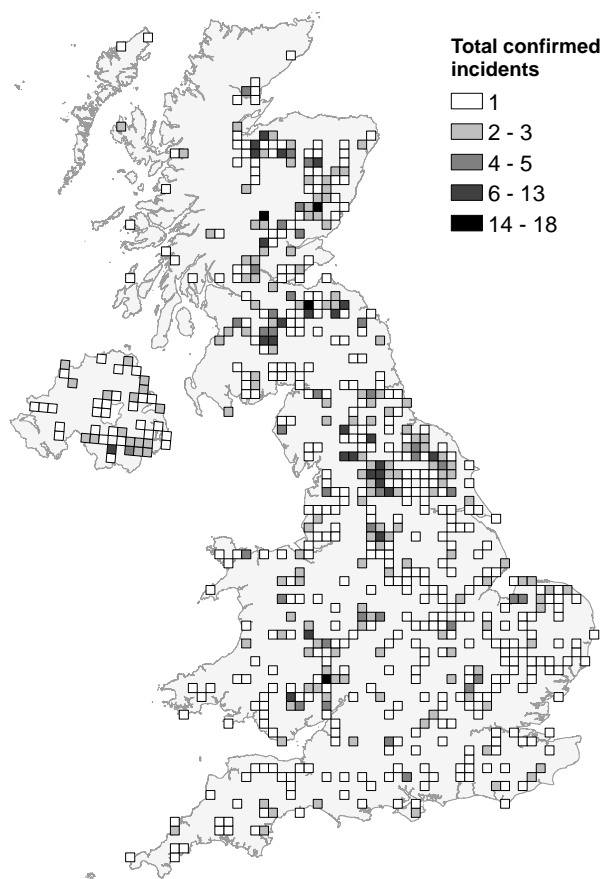 Total confirmed
incidents
1
2 - 3
4 - 5
6 - 13
14 - 18